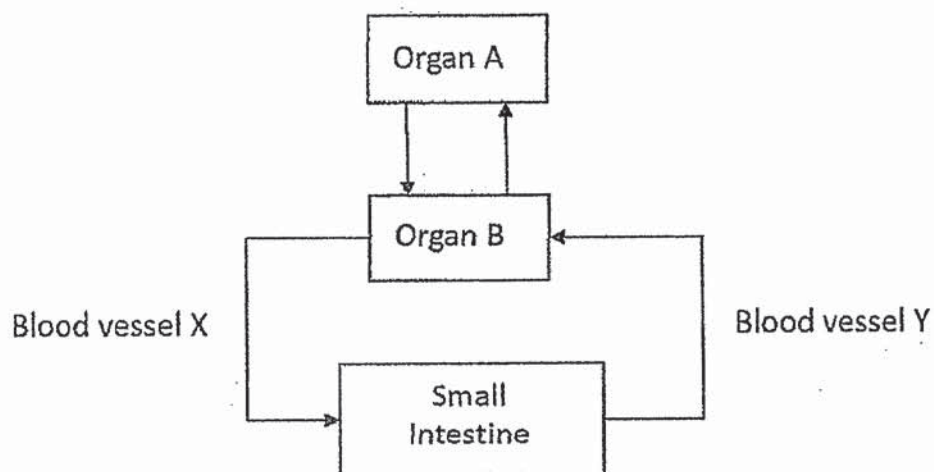 Organ A
Organ B
Blood vessel X
Blood vessel Y
Small
Intestine